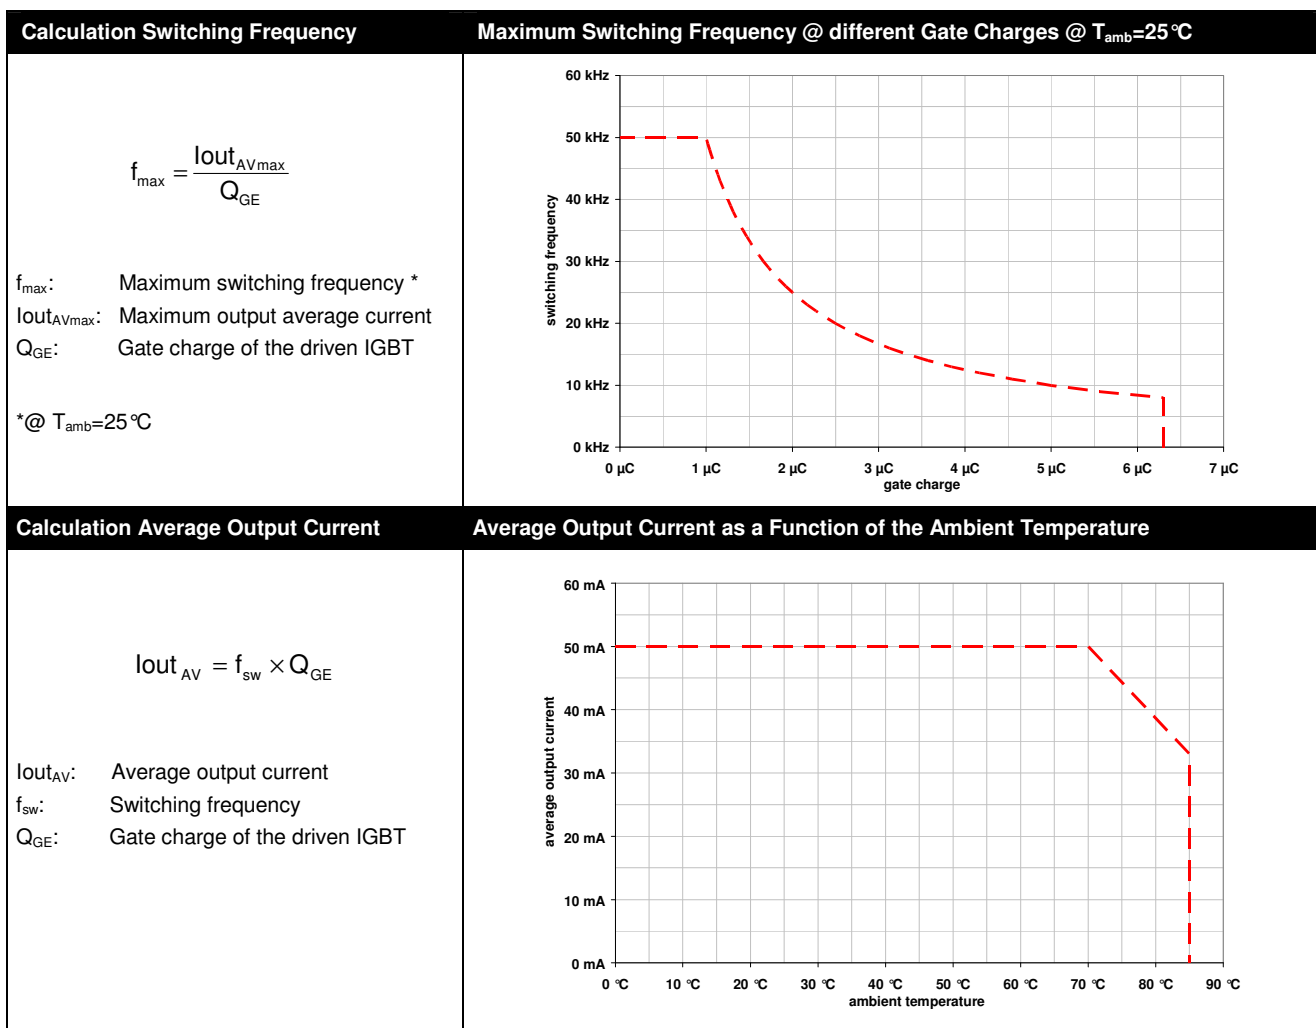 Calculation Switching Frequency
Maximum Switching Frequency @ different Gate Charges @ Tamb=25°C
fmax = IoutAVmax / QGE
fmax: Maximum switching frequency *
IoutAVmax: Maximum output average current
QGE: Gate charge of the driven IGBT
*@ Tamb=25°C
60 kHz
50 kHz
40 kHz
30 kHz
20 kHz
10 kHz
0 kHz
switching frequency
0 µC 1 µC 2 µC 3 µC 4 µC 5 µC 6 µC 7 µC
gate charge
Calculation Average Output Current
Average Output Current as a Function of the Ambient Temperature
Iout AV = fsw × QGE
IoutAV: Average output current
fsw: Switching frequency
QGE: Gate charge of the driven IGBT
60 mA
50 mA
40 mA
30 mA
20 mA
10 mA
0 mA
average output current
0 °C 10 °C 20 °C 30 °C 40 °C 50 °C 60 °C 70 °C 80 °C 90 °C
ambient temperature